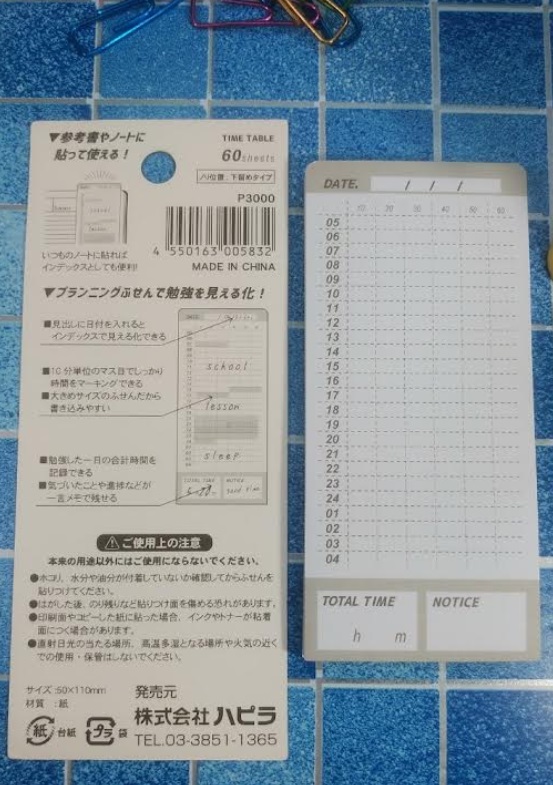 ▼参考書やノートに
貼って使える！
TIME TABLE
60sheets
ノリ位置、下留めタイプ
P3000
4 550163 005832
MADE IN CHINA
いつものノートに貼れば
インデックスとしても便利!
▼プランニングふせんで勉強を見える化！
■見出しに日付を入れると
インデックスで見える化できる
■10分単位のマス目でしっかり
時間をマーキングできる
■大きめサイズのふせんだから
書き込みやすい
■勉強した一日の合計時間を
記録できる
■気づいたことや進捗などが
一言メモで残せる
school
lesson
sleep
⚠ご使用上の注意
本来の用途以外にはご使用にならないでください。
●ホコリ、水分や油分が付着していないか確認してからふせんを
貼りつけてください。
●はがした後、のり残りなど貼りつけ面を傷める恐れがあります。
●印刷面やコピーした紙に貼った場合、インクやトナーが粘着
面につく場合があります。
●直射日光の当たる場所、高温多湿となる場所や火気の近く
での使用・保管はしないでください。
サイズ:50×110mm
材質　:紙
発売元
株式会社ハピラ
TEL.03-3851-1365
紙 台紙 プラ 袋
DATE. / / /
10 20 30 40 50 60
05
06
07
08
09
10
11
12
13
14
15
16
17
18
19
20
21
22
23
24
01
02
03
04
TOTAL TIME
h m
NOTICE